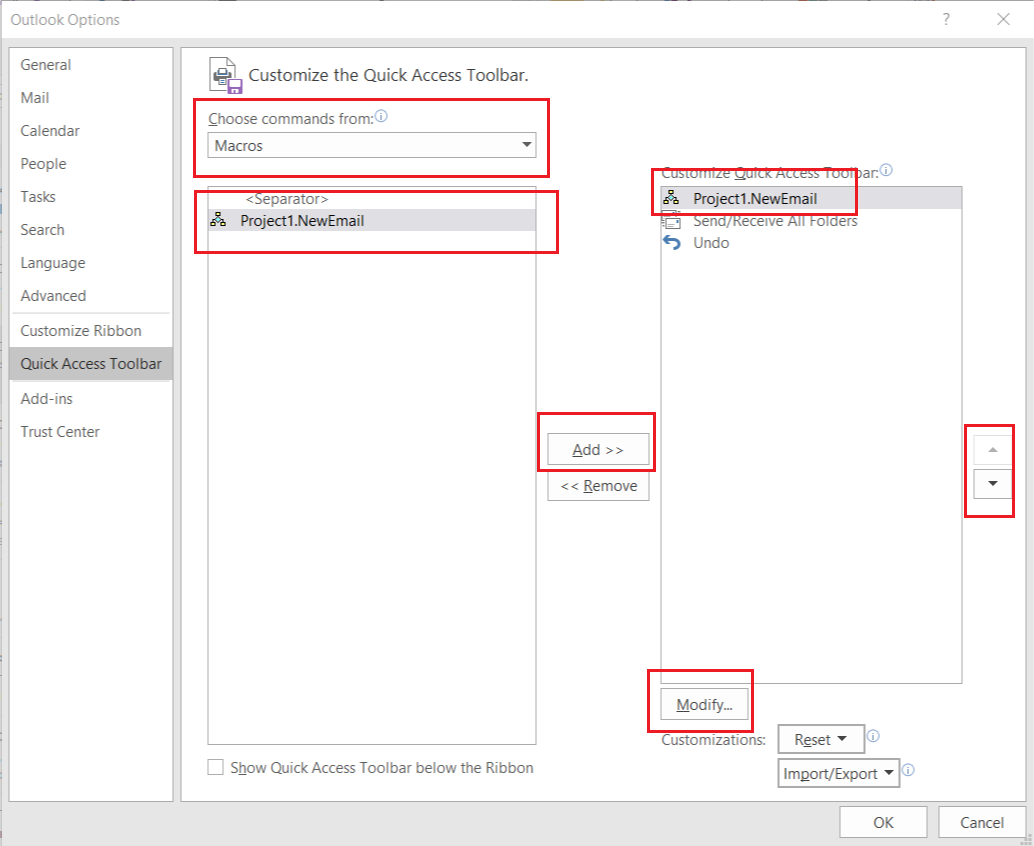 Outlook Options
?
General
Mail
Calendar
People
Tasks
Search
Language
Advanced
Customize Ribbon
Quick Access Toolbar
Add-ins
Trust Center
Customize the Quick Access Toolbar.
Choose commands from:
Macros
<Separator>
Project1.NewEmail
Add >>
<< Remove
Customize Quick Access Toolbar:
Project1.NewEmail
Send/Receive All Folders
Undo
Modify...
Customizations:
Reset
Import/Export
Show Quick Access Toolbar below the Ribbon
OK
Cancel